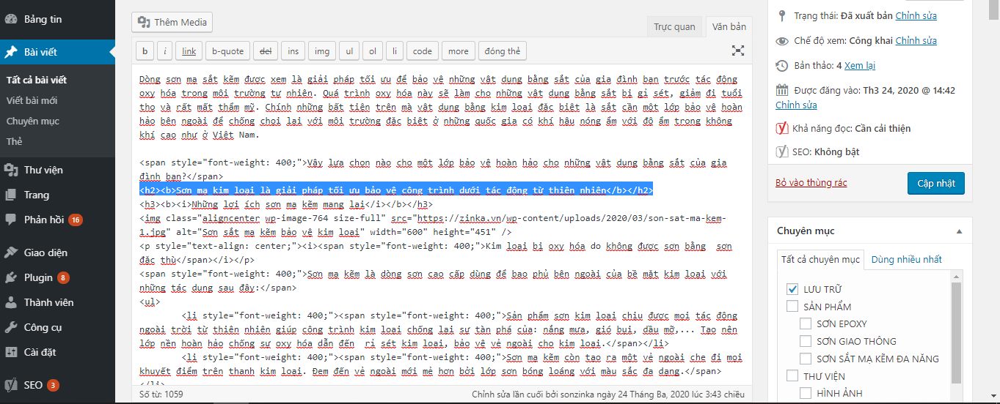 Bảng tin
Bài viết
Tất cả bài viết
Viết bài mới
Chuyên mục
Thẻ
Thư viện
Trang
Phản hồi 16
Giao diện
Plugin 8
Thành viên
Công cụ
Cài đặt
SEO 3
Thêm Media
Trực quan
Văn bản
b i link b-quote del ins img ul ol li code more đóng thẻ
Dòng sơn mạ sắt kẽm được xem là giải pháp tối ưu để bảo vệ những vật dụng bằng sắt của gia đình bạn trước tác động
oxy hóa trong môi trường tự nhiên. Quá trình oxy hóa này sẽ làm cho những vật dụng bằng sắt bị gỉ sét, giảm đi tuổi
thọ và rất mất thẩm mỹ. Chính những bất tiện trên mà vật dụng bằng kim loại đặc biệt là sắt cần một lớp bảo vệ hoàn
hảo bên ngoài để chống chọi lại với môi trường đặc biệt ở những quốc gia có khí hậu nóng ẩm với độ ẩm trong không
khí cao như ở Việt Nam.
<span style="font-weight: 400;">Vậy lựa chọn nào cho một lớp bảo vệ hoàn hảo cho những vật dụng bằng sắt của gia
đình bạn?</span>
<h2><b>Sơn mạ kim loại là giải pháp tối ưu bảo vệ công trình dưới tác động từ thiên nhiên</b></h2>
<h3><b><i>Những lợi ích sơn mạ kẽm mang lại</i></b></h3>
<img class="aligncenter wp-image-764 size-full" src="https://zinka.vn/wp-content/uploads/2020/03/son-sat-ma-kem-
1.jpg" alt="Sơn sắt mạ kẽm bảo vệ kim loại" width="600" height="451" />
<p style="text-align: center;"><i><span style="font-weight: 400;">Kim loại bị oxy hóa do không được sơn bằng  sơn
đặc thù</span></i></p>
<span style="font-weight: 400;">Sơn mạ kẽm là dòng sơn cao cấp dùng để bao phủ bên ngoài của bề mặt kim loại với
những tác dụng sau đây:</span>
<ul>
<li style="font-weight: 400;"><span style="font-weight: 400;">Sản phẩm sơn kim loại chịu được mọi tác động
ngoài trời từ thiên nhiên giúp công trình kim loại chống lại sự tàn phá của: nắng mưa, gió bụi, dầu mỡ,... Tạo nên
lớp nền hoàn hảo chống sự oxy hóa dẫn đến  rỉ sét kim loại, bảo vệ vẻ ngoài cho kim loại.</span></li>
<li style="font-weight: 400;"><span style="font-weight: 400;">Sơn mạ kẽm còn tạo ra một vẻ ngoài che đi mọi
khuyết điểm trên thanh kim loại. Đem đến vẻ ngoài mới mẻ hơn bởi lớp sơn bóng loáng với màu sắc đa dạng.</span>
</li>
Số từ: 1059
Chỉnh sửa lần cuối bởi sonzinka ngày 24 Tháng Ba, 2020 lúc 3:43 chiều
Trạng thái: Đã xuất bản Chỉnh sửa
Chế độ xem: Công khai Chỉnh sửa
Bản thảo: 4 Xem lại
Được đăng vào: Th3 24, 2020 @ 14:42
Chỉnh sửa
Khả năng đọc: Cần cải thiện
SEO: Không bật
Bỏ vào thùng rác
Cập nhật
Chuyên mục
Tất cả chuyên mục
Dùng nhiều nhất
LƯU TRỮ
SẢN PHẨM
SƠN EPOXY
SƠN GIAO THÔNG
SƠN SẮT MẠ KẼM ĐA NĂNG
THƯ VIỆN
HÌNH ẢNH